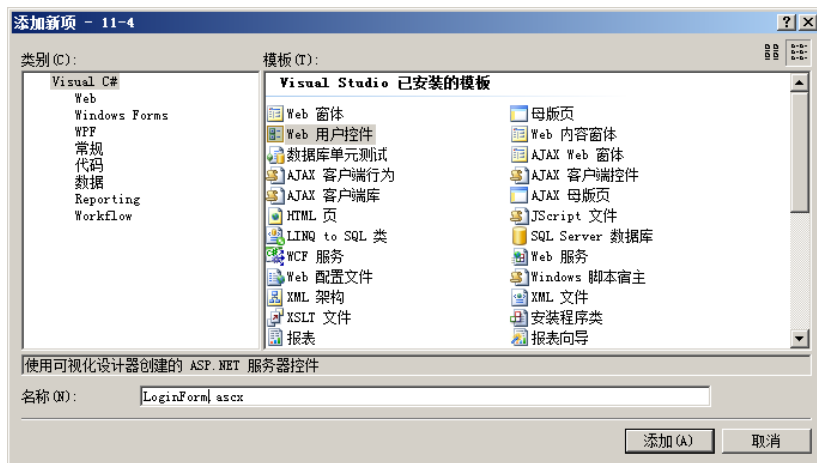 添加新项 - 11-4
类别(C):
模板(T):
Visual C#
Web
Windows Forms
WPF
常规
代码
数据
Reporting
Workflow
Visual Studio 已安装的模板
Web 窗体
母版页
Web 用户控件
Web 内容窗体
数据库单元测试
AJAX Web 窗体
AJAX 客户端行为
AJAX 客户端控件
AJAX 客户端库
AJAX 母版页
HTML 页
JScript 文件
LINQ to SQL 类
SQL Server 数据库
WCF 服务
Web 服务
Web 配置文件
Windows 脚本宿主
XML 架构
XML 文件
XSLT 文件
安装程序类
报表
报表向导
使用可视化设计器创建的 ASP.NET 服务器控件
名称(N):
LoginForm.ascx
添加(A)
取消